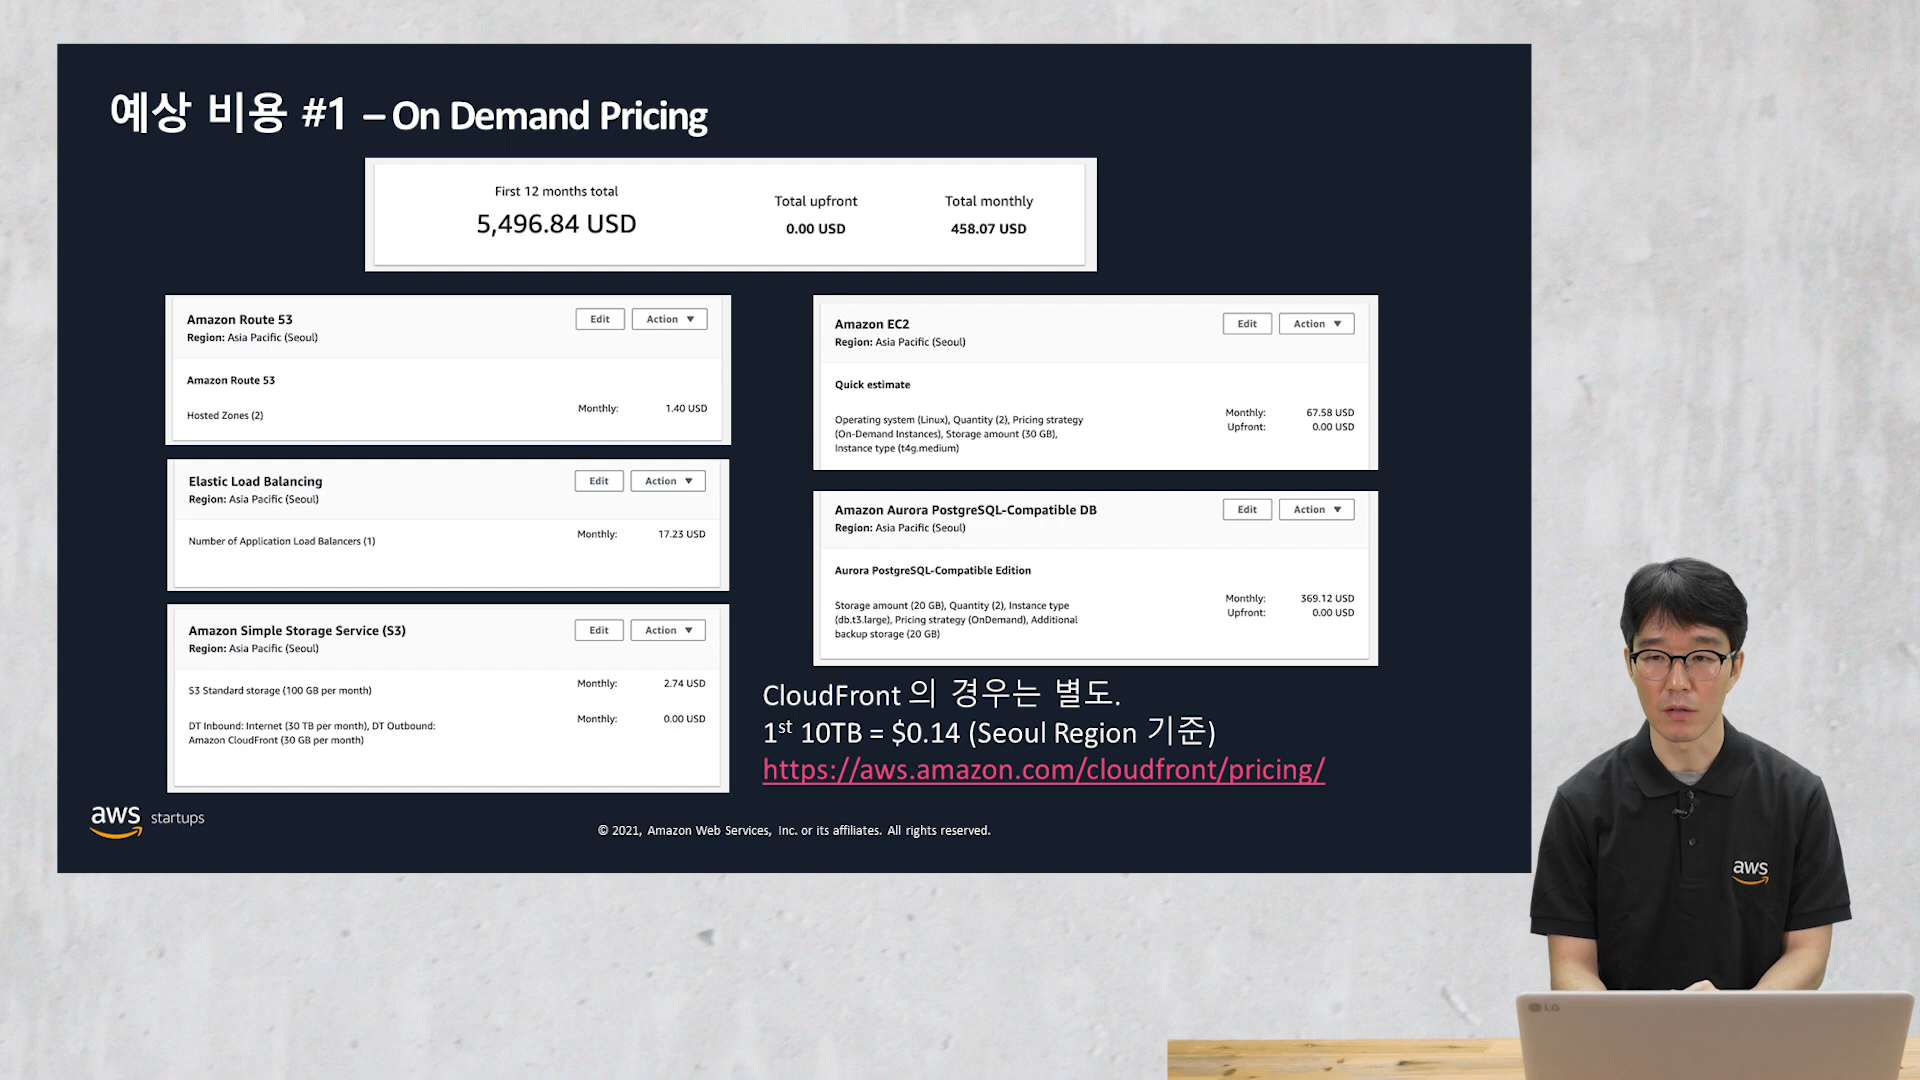 예상 비용 #1 – On Demand Pricing
First 12 months total
5,496.84 USD
Total upfront
0.00 USD
Total monthly
458.07 USD
Amazon Route 53
Region: Asia Pacific (Seoul)
Edit
Action ▼
Amazon Route 53
Hosted Zones (2)
Monthly: 1.40 USD
Elastic Load Balancing
Region: Asia Pacific (Seoul)
Edit
Action ▼
Number of Application Load Balancers (1)
Monthly: 17.23 USD
Amazon Simple Storage Service (S3)
Region: Asia Pacific (Seoul)
Edit
Action ▼
S3 Standard storage (100 GB per month)
Monthly: 2.74 USD
DT Inbound: Internet (30 TB per month), DT Outbound:
Amazon CloudFront (30 GB per month)
Monthly: 0.00 USD
Amazon EC2
Region: Asia Pacific (Seoul)
Edit
Action ▼
Quick estimate
Operating system (Linux), Quantity (2), Pricing strategy
(On-Demand Instances), Storage amount (30 GB),
Instance type (t4g.medium)
Monthly: 67.58 USD
Upfront: 0.00 USD
Amazon Aurora PostgreSQL-Compatible DB
Region: Asia Pacific (Seoul)
Edit
Action ▼
Aurora PostgreSQL-Compatible Edition
Storage amount (20 GB), Quantity (2), Instance type
(db.t3.large), Pricing strategy (OnDemand), Additional
backup storage (20 GB)
Monthly: 369.12 USD
Upfront: 0.00 USD
CloudFront 의 경우는 별도.
1st 10TB = $0.14 (Seoul Region 기준)
https://aws.amazon.com/cloudfront/pricing/
aws startups
© 2021, Amazon Web Services, Inc. or its affiliates. All rights reserved.
aws
LG